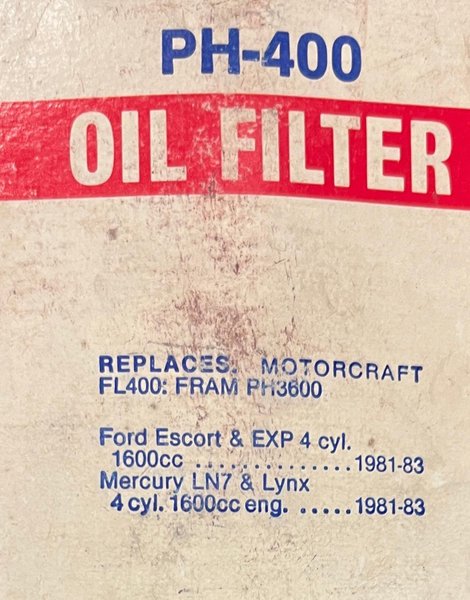 PH-400
OIL FILTER
REPLACES. MOTORCRAFT
FL400: FRAM PH3600
Ford Escort & EXP 4 cyl.
1600cc ............... 1981-83
Mercury LN7 & Lynx
4 cyl. 1600cc eng. ..... 1981-83